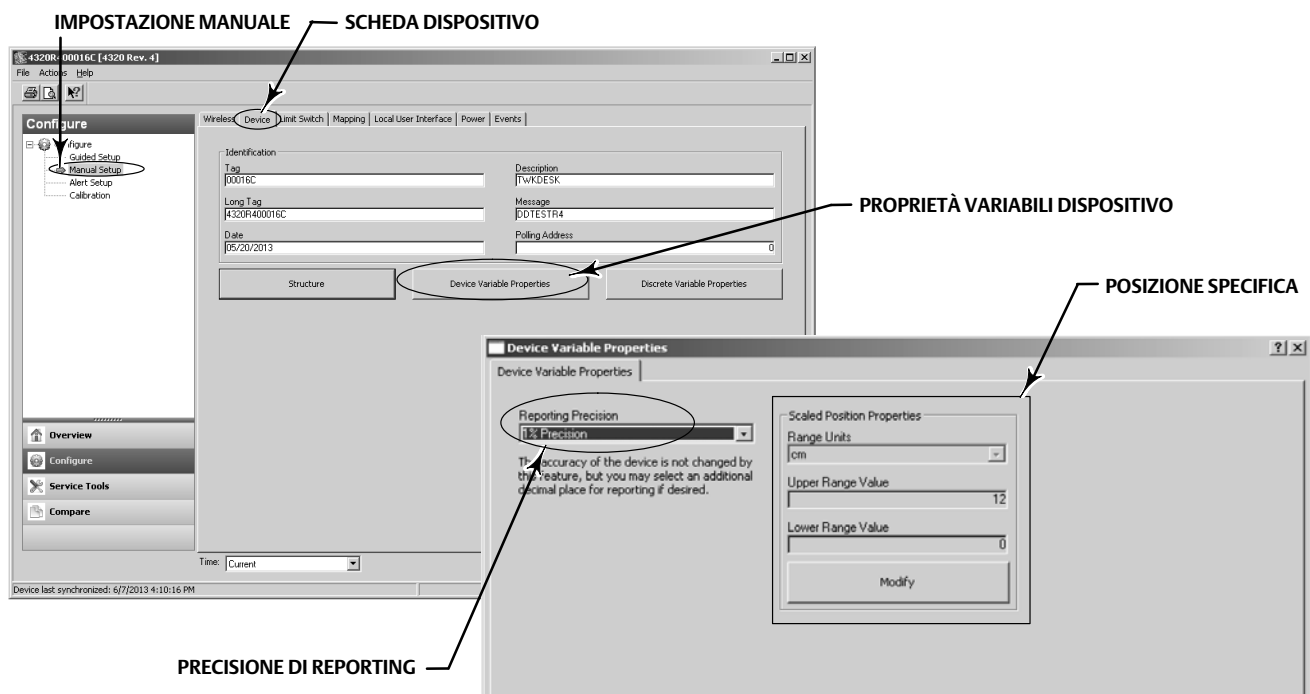 IMPOSTAZIONE MANUALE
SCHEDA DISPOSITIVO
4320R400016C [4320 Rev. 4]
File Actions Help
Configure
Wireless Device Limit Switch Mapping Local User Interface Power Events
Guided Setup
Manual Setup
Alert Setup
Calibration
Identification
Tag
00016C
Description
TWKDESK
Long Tag
4320R400016C
Message
DDTESTR4
Date
05/20/2013
Polling Address
0
Structure
Device Variable Properties
Discrete Variable Properties
PROPRIETÀ VARIABILI DISPOSITIVO
POSIZIONE SPECIFICA
Overview
Configure
Service Tools
Compare
Time: Current
Device last synchronized: 6/7/2013 4:10:16 PM
Device Variable Properties
Device Variable Properties
Reporting Precision
1% Precision
The accuracy of the device is not changed by
this feature, but you may select an additional
decimal place for reporting if desired.
Scaled Position Properties
Range Units
cm
Upper Range Value
12
Lower Range Value
0
Modify
PRECISIONE DI REPORTING